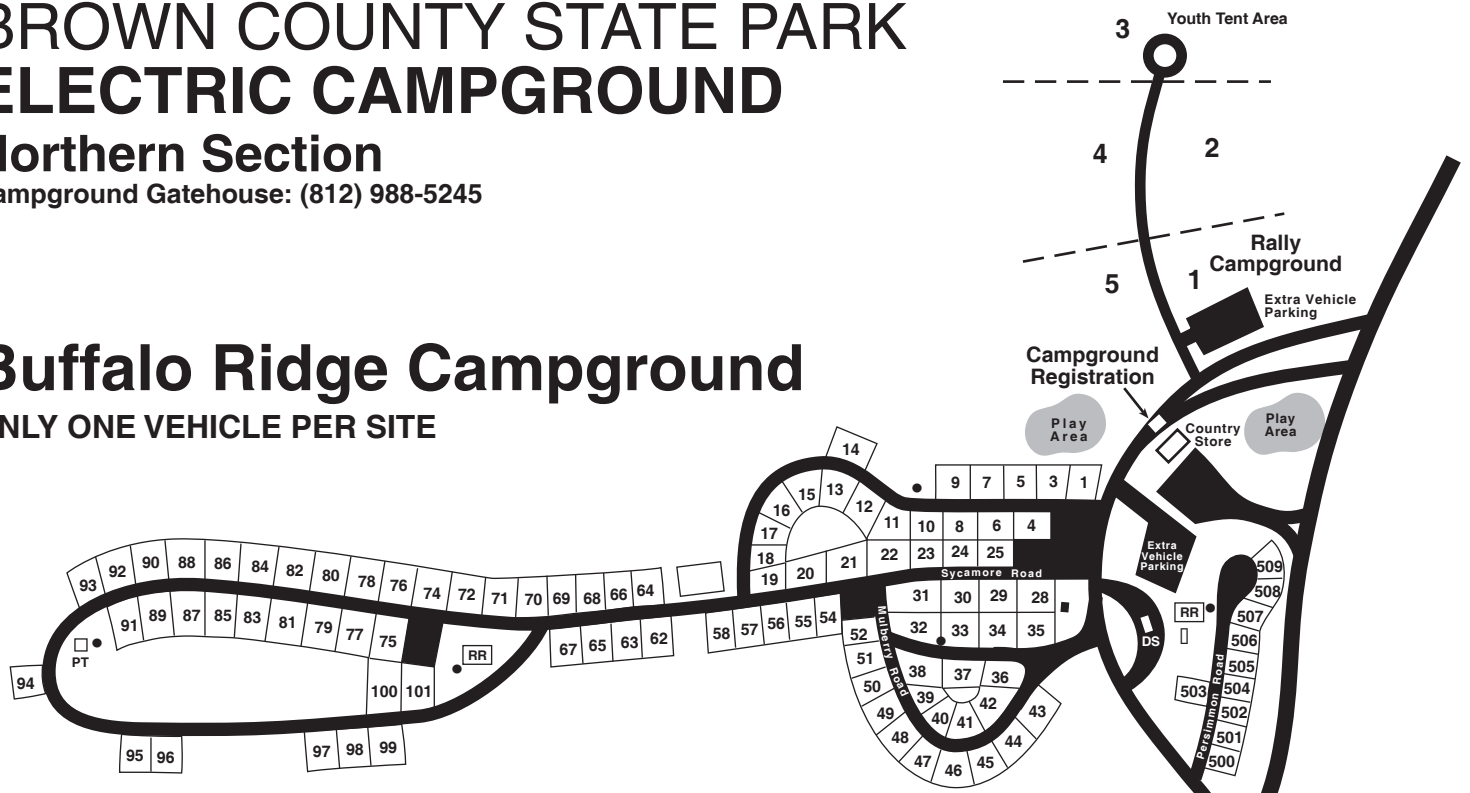 BROWN COUNTY STATE PARK
ELECTRIC CAMPGROUND
Northern Section
Campground Gatehouse: (812) 988-5245
Buffalo Ridge Campground
ONLY ONE VEHICLE PER SITE
3
Youth Tent Area
4
2
5
1
Rally
Campground
Extra Vehicle
Parking
Campground
Registration
Play
Area
Country
Store
Play
Area
14
9 7 5 3 1
15 13
16 12
17 11 10 8 6 4
18 22 23 24 25
19 20 21
Sycamore Road
93 92 90 88 86 84 82 80 78 76 74 72 71 70 69 68 66 64
91 89 87 85 83 81 79 77 75
67 65 63 62
58 57 56 55 54
31 30 29 28
32 33 34 35
Mulberry Road
52
51
50
49
48
47
46
45
44
43
38 37 36
39 40 41 42
PT
RR
94
100 101
95 96
97 98 99
Extra
Vehicle
Parking
DS
RR
Persimmon Road
509
508
507
506
505
503 504
502
501
500